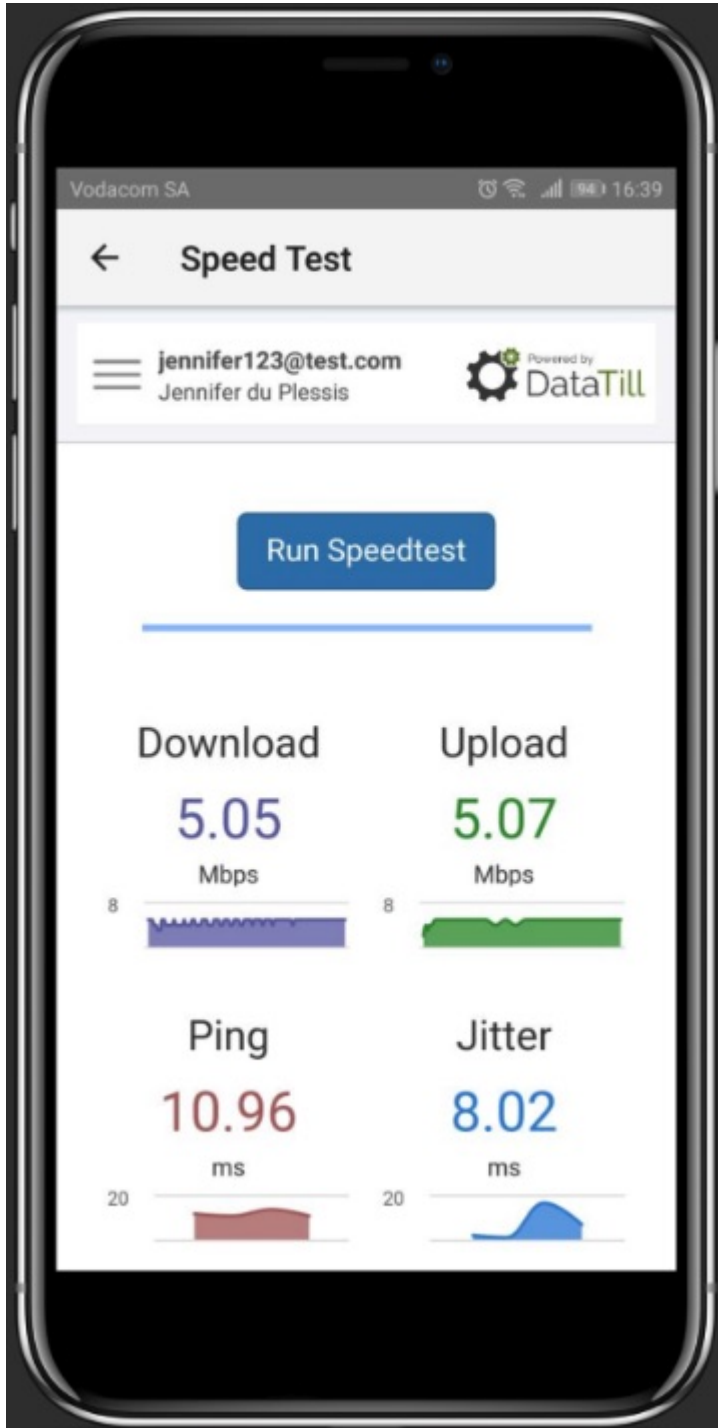 Vodacom SA 94 16:39
Speed Test
jennifer123@test.com
Jennifer du Plessis
Powered by
DataTill
Run Speedtest
Download Upload
5.05 5.07
Mbps Mbps
8 8
Ping Jitter
10.96 8.02
ms ms
20 20